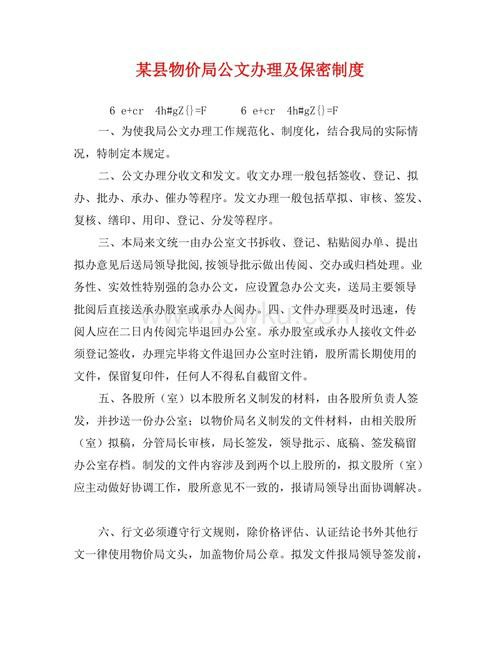 某县物价局公文办理及保密制度
6 e+cr 4h#gZ{}=F 6 e+cr 4h#gZ{}=F
一、为使我局公文办理工作规范化、制度化，结合我局的实际情
况，特制定本规定。
二、公文办理分收文和发文。收文办理一般包括签收、登记、拟
办、批办、承办、催办等程序。发文办理一般包括草拟、审核、签发、
复核、缮印、用印、登记、分发等程序。
三、本局来文统一由办公室文书拆收、登记、粘贴阅办单、提出
拟办意见后送局领导批阅,按领导批示做出传阅、交办或归档处理。业
务性、实效性特别强的急办公文，应设置急办公文夹，送局主要领导
批阅后直接送承办股室或承办人阅办。四、文件办理要及时迅速，传
阅人应在二日内传阅完毕退回办公室。承办股室或承办人接收文件必
须登记签收，办理完毕将文件退回办公室时注销，股所需长期使用的
文件，保留复印件，任何人不得私自截留文件。
五、各股所（室）以本股所名义制发的材料，由各股所负责人签
发，并抄送一份办公室；以物价局名义制发的文件材料，由相关股所
（室）拟稿，分管局长审核，局长签发，领导批示、底稿、签发稿留
办公室存档。制发的文件内容涉及到两个以上股所的，拟文股所（室）
应主动做好协调工作，股所意见不一致的，报请局领导出面协调解决。
六、行文必须遵守行文规则，除价格评估、认证结论书外其他行
文一律使用物价局文头，加盖物价局公章。拟发文件报局领导签发前，
www.jswku.com